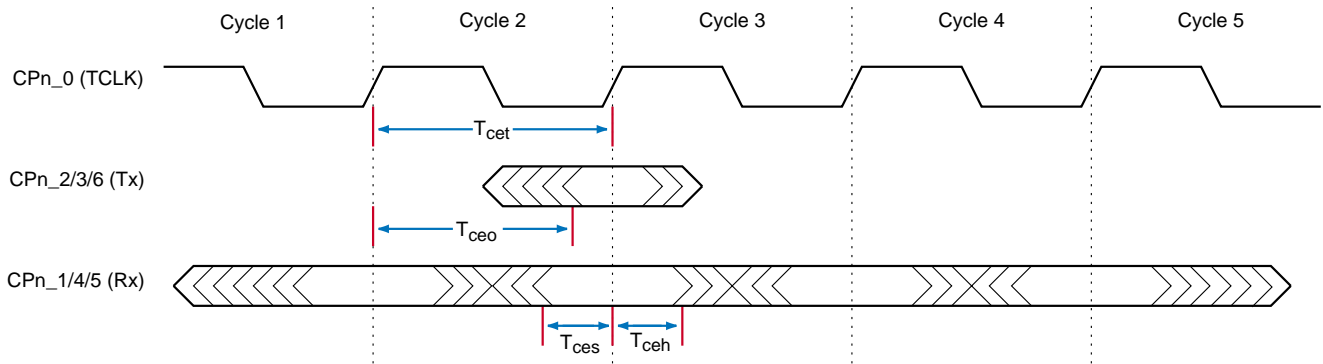 Cycle 1 Cycle 2 Cycle 3 Cycle 4 Cycle 5
CPn_0 (TCLK)
Tcet
CPn_2/3/6 (Tx)
Tceo
CPn_1/4/5 (Rx)
Tces Tceh